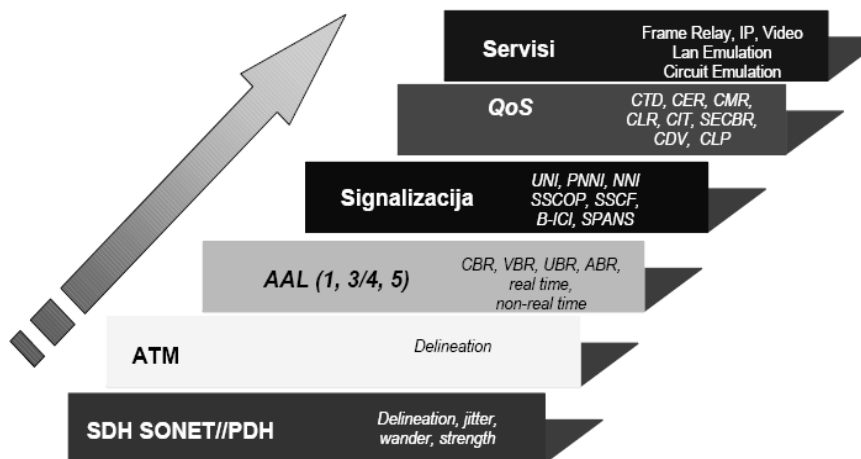 Servisi
Frame Relay, IP, Video
Lan Emulation
Circuit Emulation
QoS
CTD, CER, CMR,
CLR, CIT, SECBR,
CDV, CLP
Signalizacija
UNI, PNNI, NNI
SSCOP, SSCF,
B-ICI, SPANS
AAL (1, 3/4, 5)
CBR, VBR, UBR, ABR,
real time,
non-real time
ATM
Delineation
SDH SONET//PDH
Delineation, jitter,
wander, strength